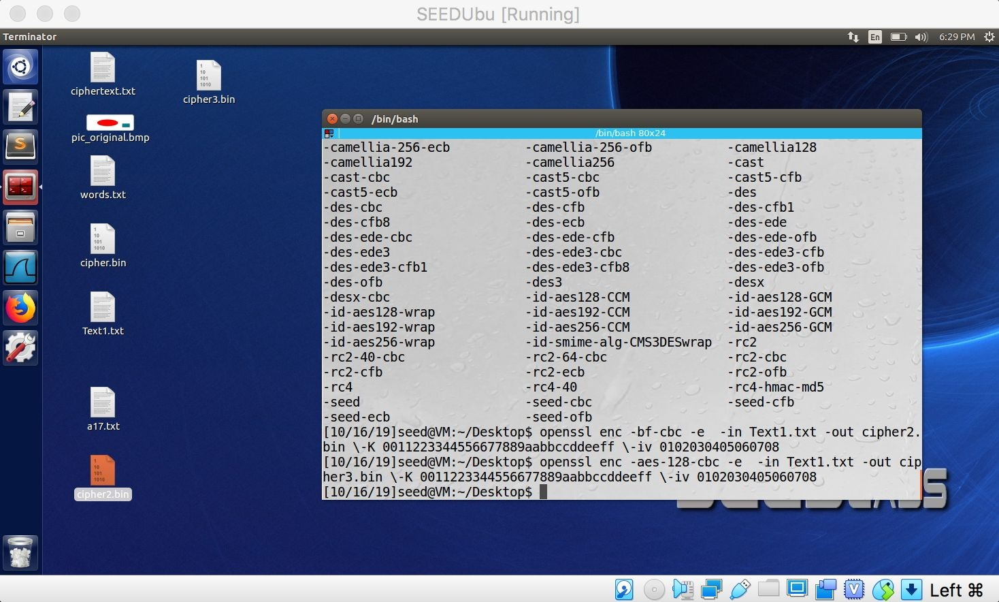 SEEDUbu [Running]
Terminator
En
6:29 PM
ciphertext.txt
cipher3.bin
pic_original.bmp
words.txt
cipher.bin
Text1.txt
a17.txt
cipher2.bin
/bin/bash
/bin/bash 80x24
-camellia-256-ecb -camellia-256-ofb -camellia128
-camellia192 -camellia256 -cast
-cast-cbc -cast5-cbc -cast5-cfb
-cast5-ecb -cast5-ofb -des
-des-cbc -des-cfb -des-cfb1
-des-cfb8 -des-ecb -des-ede
-des-ede-cbc -des-ede-cfb -des-ede-ofb
-des-ede3 -des-ede3-cbc -des-ede3-cfb
-des-ede3-cfb1 -des-ede3-cfb8 -des-ede3-ofb
-des-ofb -des3 -desx
-desx-cbc -id-aes128-CCM -id-aes128-GCM
-id-aes128-wrap -id-aes192-CCM -id-aes192-GCM
-id-aes192-wrap -id-aes256-CCM -id-aes256-GCM
-id-aes256-wrap -id-smime-alg-CMS3DESwrap -rc2
-rc2-40-cbc -rc2-64-cbc -rc2-cbc
-rc2-cfb -rc2-ecb -rc2-ofb
-rc4 -rc4-40 -rc4-hmac-md5
-seed -seed-cbc -seed-cfb
-seed-ecb -seed-ofb
[10/16/19]seed@VM:~/Desktop$ openssl enc -bf-cbc -e  -in Text1.txt -out cipher2.
bin \-K 0011223344556677889aabbccddeeff \-iv 0102030405060708
[10/16/19]seed@VM:~/Desktop$ openssl enc -aes-128-cbc -e  -in Text1.txt -out cip
her3.bin \-K 0011223344556677889aabbccddeeff \-iv 0102030405060708
[10/16/19]seed@VM:~/Desktop$
Left ⌘